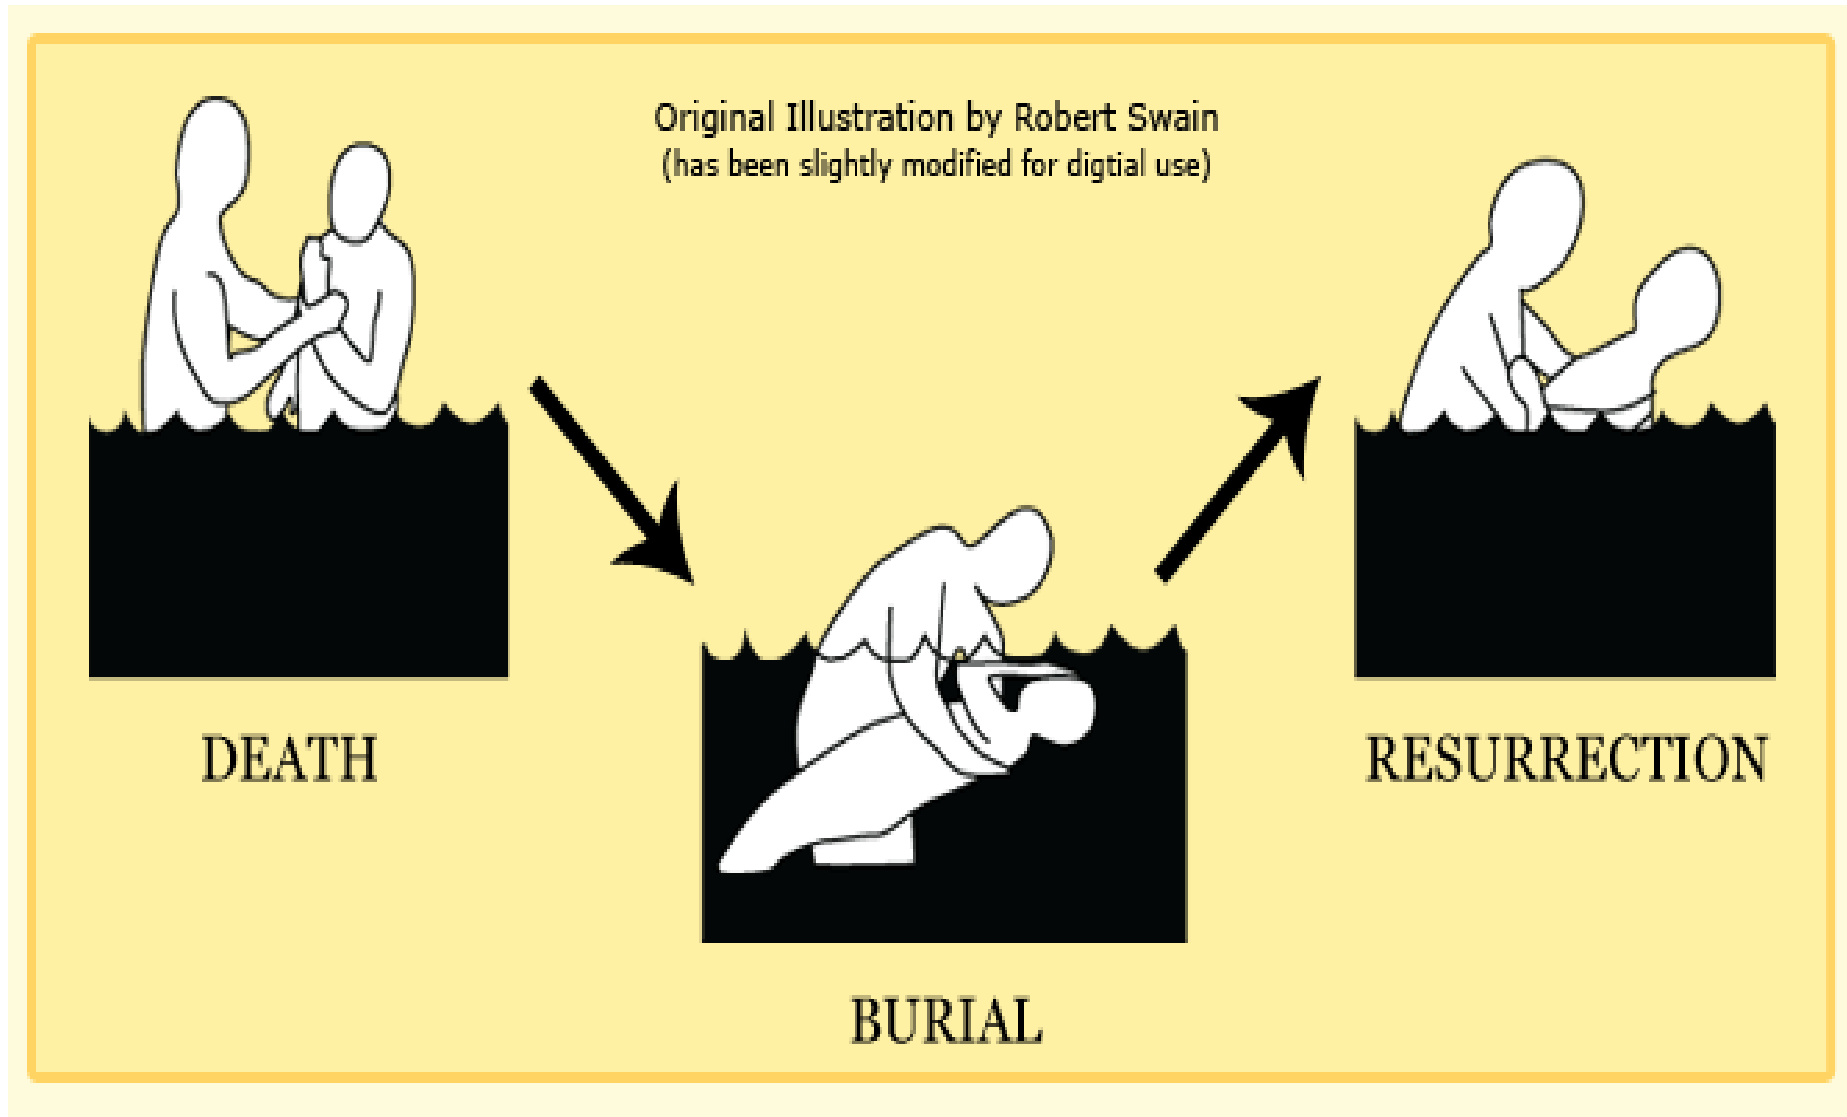 Original Illustration by Robert Swain
(has been slightly modified for digtial use)
DEATH
BURIAL
RESURRECTION